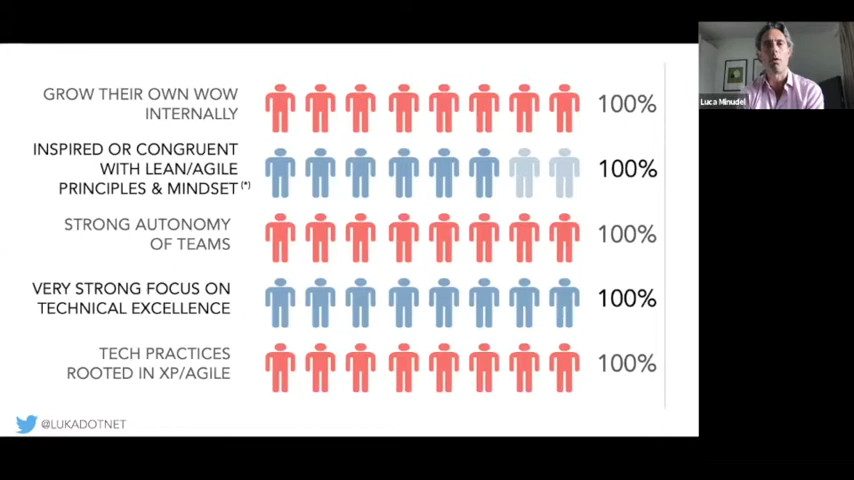 GROW THEIR OWN WOW
INTERNALLY
100%
INSPIRED OR CONGRUENT
WITH LEAN/AGILE
PRINCIPLES & MINDSET (*)
100%
STRONG AUTONOMY
OF TEAMS
100%
VERY STRONG FOCUS ON
TECHNICAL EXCELLENCE
100%
TECH PRACTICES
ROOTED IN XP/AGILE
100%
@LUKADOTNET
Luca Minudel